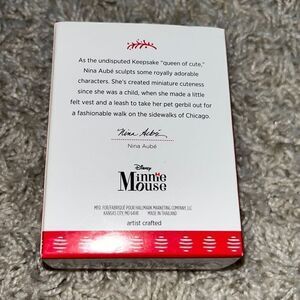 As the undisputed Keepsake "queen of cute,"
Nina Aubé sculpts some royally adorable
characters. She's created miniature cuteness
since she was a child, when she made a little
felt vest and a leash to take her pet gerbil out for
a fashionable walk on the sidewalks of Chicago.
Nina Aubé
Nina Aubé
Disney
Minnie
Mouse
MFD. FOR/FABRIQUÉ POUR HALLMARK MARKETING COMPANY, LLC
KANSAS CITY, MO 64141 MADE IN THAILAND
artist crafted